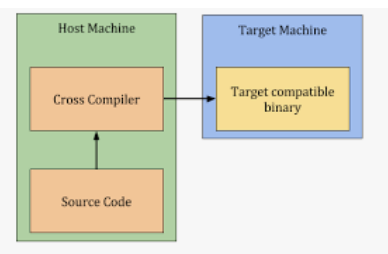 Host Machine
Target Machine
Cross Compiler
Target compatible
binary
Source Code